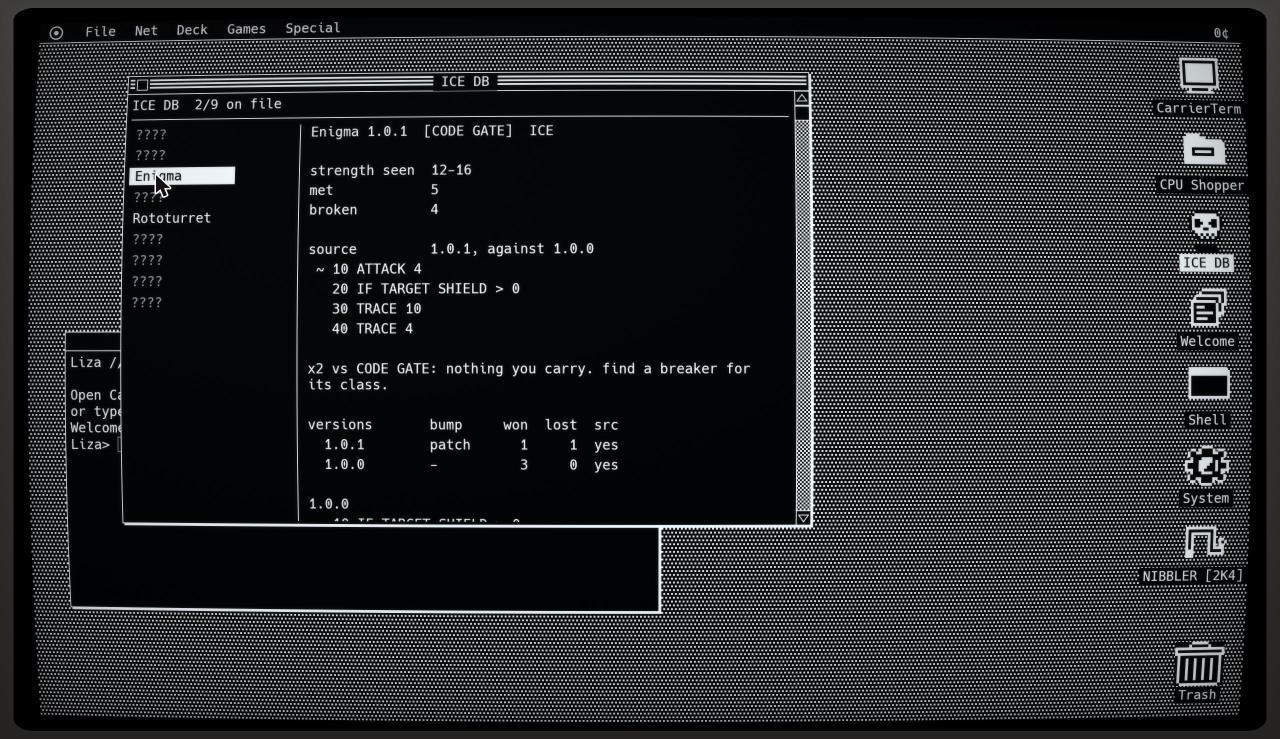 File Net Deck Games Special 0¢
ICE DB
ICE DB 2/9 on file
????
????
Enigma
????
Rototurret
????
????
????
????
Enigma 1.0.1 [CODE GATE] ICE
strength seen 12-16
met 5
broken 4
source 1.0.1, against 1.0.0
~ 10 ATTACK 4
20 IF TARGET SHIELD > 0
30 TRACE 10
40 TRACE 4
x2 vs CODE GATE: nothing you carry. find a breaker for
its class.
versions bump won lost src
1.0.1 patch 1 1 yes
1.0.0 - 3 0 yes
1.0.0
Liza //
Open Ca
or type
Welcome
Liza>
CarrierTerm
CPU Shopper
ICE DB
Welcome
Shell
System
NIBBLER [2K4]
Trash